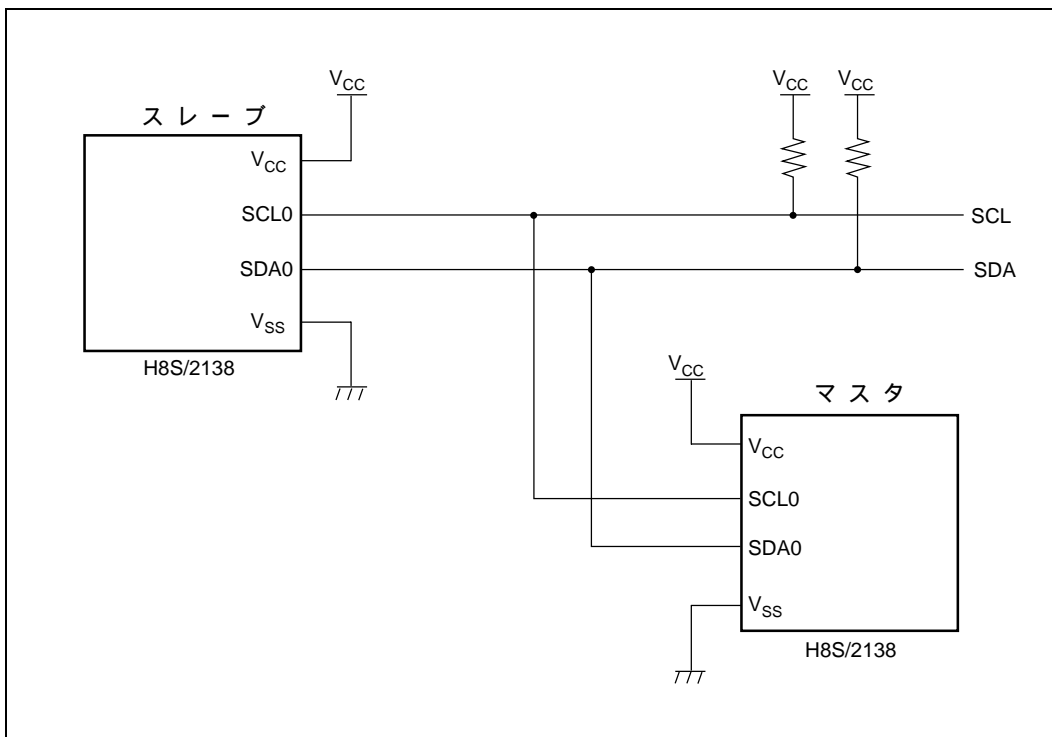 VCC
VCC VCC
スレーブ
VCC
SCL0
SCL
SDA0
SDA
VSS
H8S/2138
VCC
マスタ
VCC
SCL0
SDA0
VSS
H8S/2138